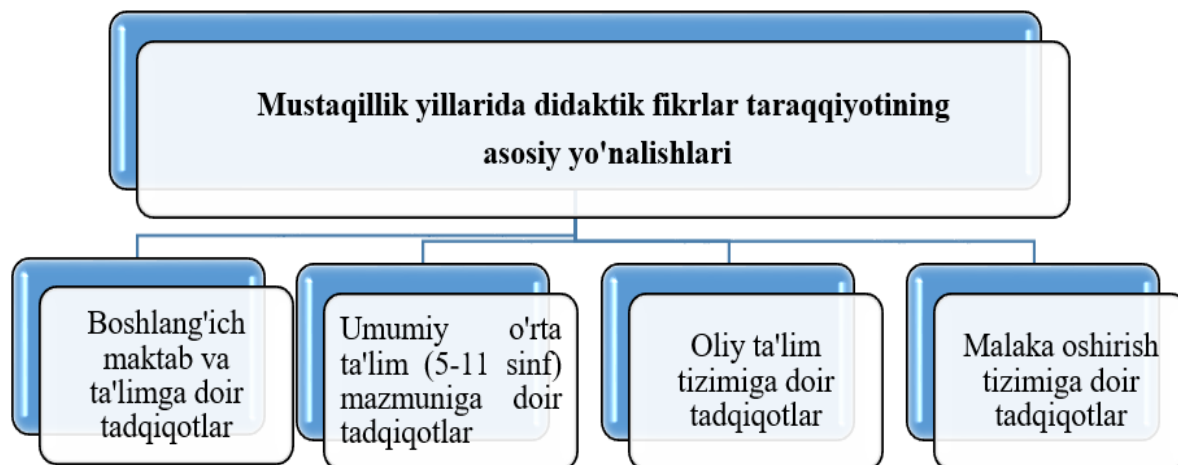 Mustaqillik yillarida didaktik fikrlar taraqqiyotining
asosiy yo'nalishlari
Boshlang'ich
maktab va
ta'limga doir
tadqiqotlar
Umumiy o'rta
ta'lim (5-11 sinf)
mazmuniga doir
tadqiqotlar
Oliy ta'lim
tizimiga doir
tadqiqotlar
Malaka oshirish
tizimiga doir
tadqiqotlar